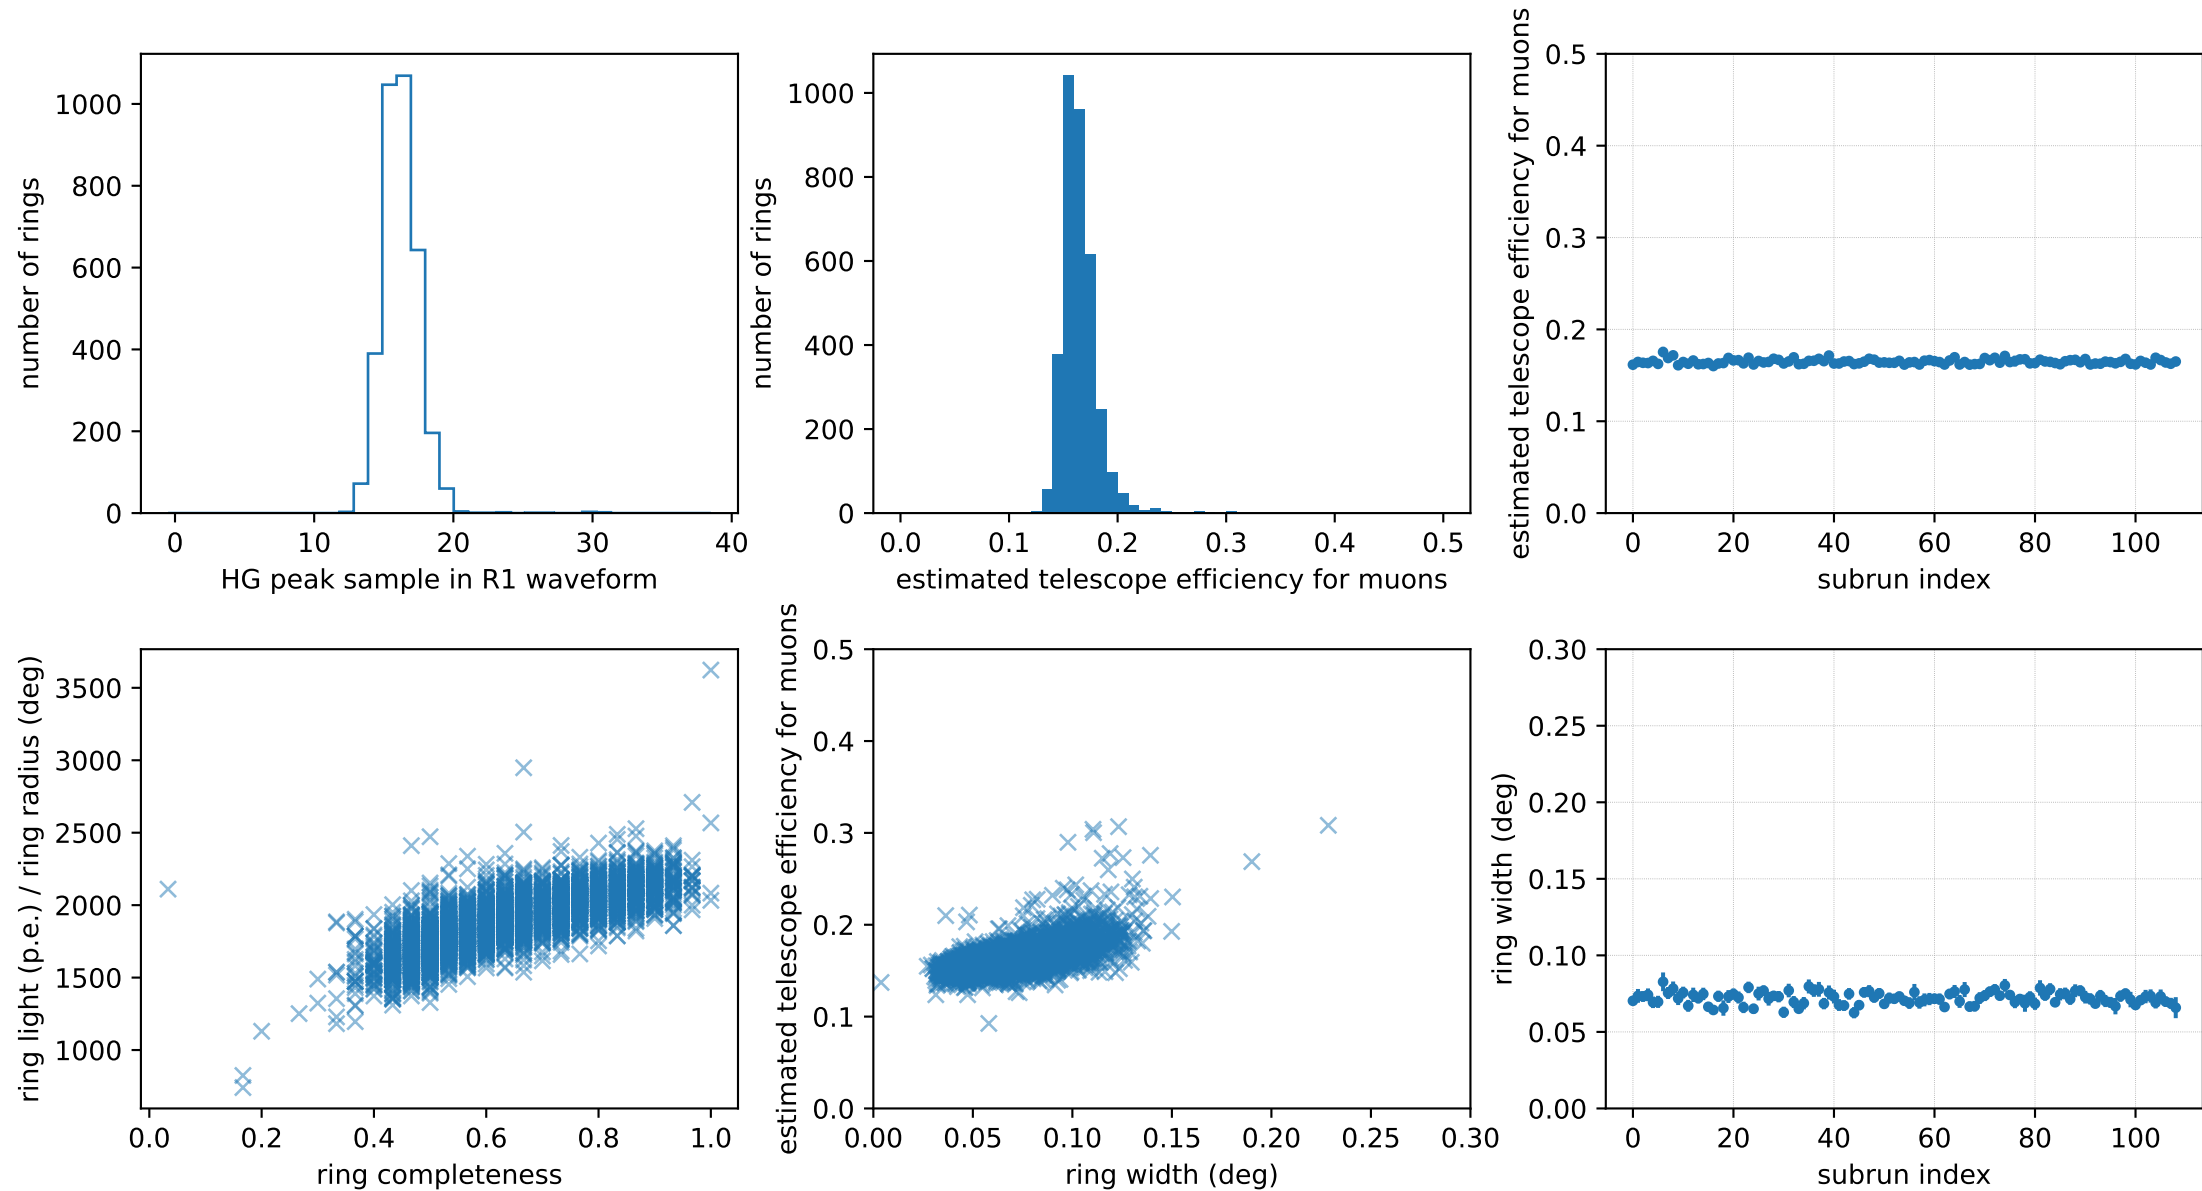 number of rings
1000
800
600
400
200
0
0 10 20 30 40
HG peak sample in R1 waveform
number of rings
1000
800
600
400
200
0
0.0 0.1 0.2 0.3 0.4 0.5
estimated telescope efficiency for muons
estimated telescope efficiency for muons
0.5
0.4
0.3
0.2
0.1
0.0
0 20 40 60 80 100
subrun index
ring light (p.e.) / ring radius (deg)
3500
3000
2500
2000
1500
1000
0.0 0.2 0.4 0.6 0.8 1.0
ring completeness
estimated telescope efficiency for muons
0.5
0.4
0.3
0.2
0.1
0.0
0.00 0.05 0.10 0.15 0.20 0.25 0.30
ring width (deg)
ring width (deg)
0.30
0.25
0.20
0.15
0.10
0.05
0.00
0 20 40 60 80 100
subrun index